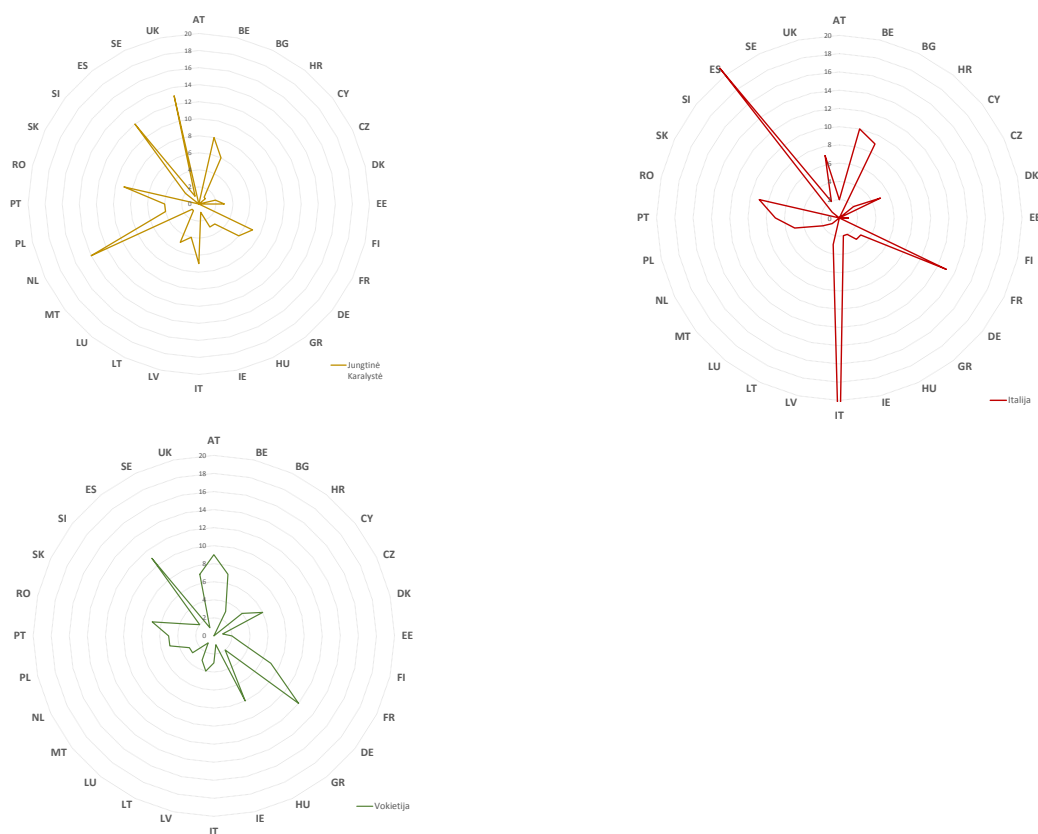 AT
BE
BG
HR
CY
CZ
DK
EE
FI
FR
DE
GR
HU
IE
IT
LV
LT
LU
MT
NL
PL
PT
RO
SK
SI
ES
SE
UK
20
18
16
14
12
10
8
6
4
2
0
Jungtinė
Karalystė
AT
BE
BG
HR
CY
CZ
DK
EE
FI
FR
DE
GR
HU
IE
IT
LV
LT
LU
MT
NL
PL
PT
RO
SK
SI
ES
SE
UK
20
18
16
14
12
10
8
6
4
2
0
Italija
AT
BE
BG
HR
CY
CZ
DK
EE
FI
FR
DE
GR
HU
IE
IT
LV
LT
LU
MT
NL
PL
PT
RO
SK
SI
ES
SE
UK
20
18
16
14
12
10
8
6
4
2
0
Vokietija